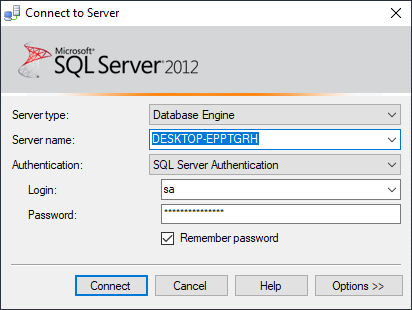 Connect to Server
Microsoft®
SQL Server® 2012
Server type: Database Engine
Server name: DESKTOP-EPPTGRH
Authentication: SQL Server Authentication
Login: sa
Password: ***************
Remember password
Connect Cancel Help Options >>